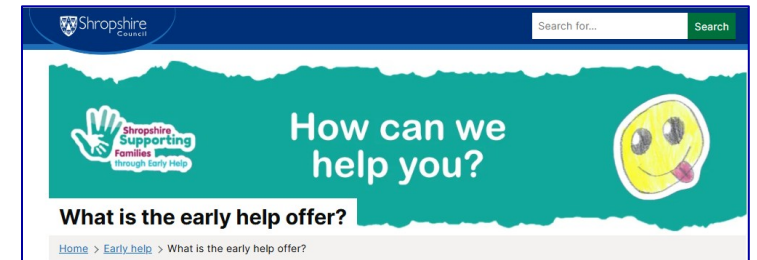 Shropshire
Council
Search for...
Search
Shropshire
Supporting
Families
through Early Help
How can we
help you?
What is the early help offer?
Home > Early help > What is the early help offer?